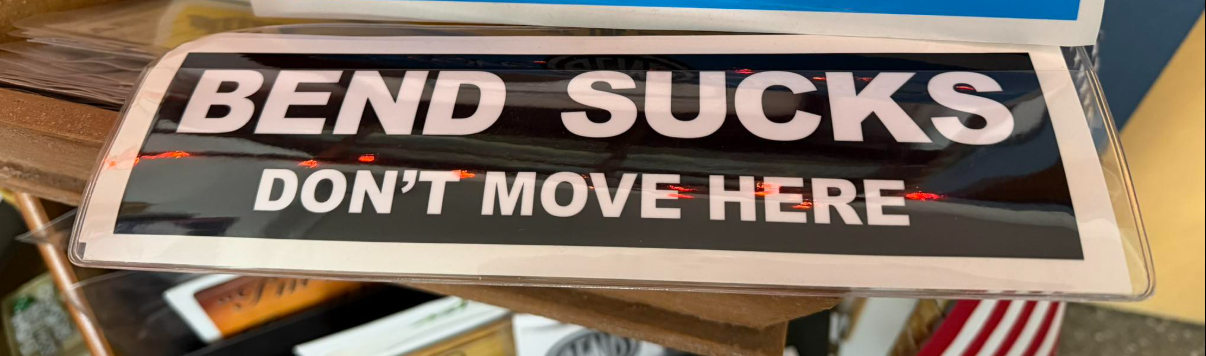 BEND SUCKS
DON'T MOVE HERE